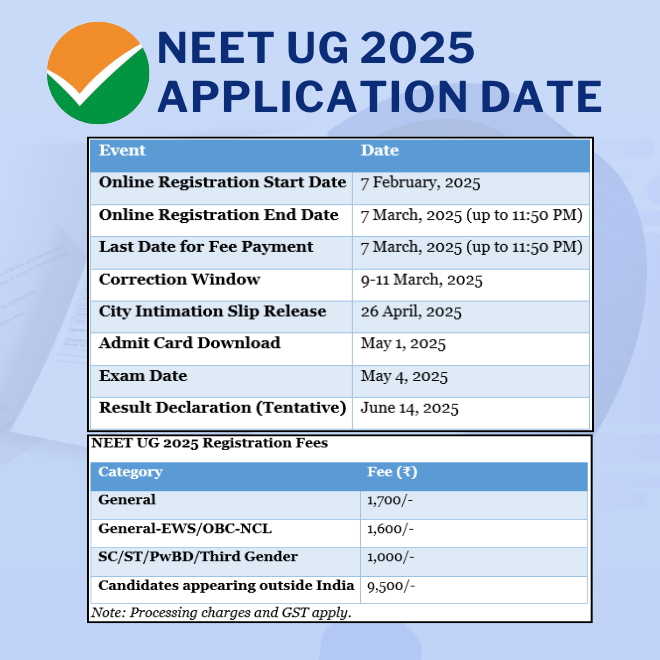 NEET UG 2025
APPLICATION DATE
Event Date
Online Registration Start Date 7 February, 2025
Online Registration End Date 7 March, 2025 (up to 11:50 PM)
Last Date for Fee Payment 7 March, 2025 (up to 11:50 PM)
Correction Window 9-11 March, 2025
City Intimation Slip Release 26 April, 2025
Admit Card Download May 1, 2025
Exam Date May 4, 2025
Result Declaration (Tentative) June 14, 2025
NEET UG 2025 Registration Fees
Category Fee (₹)
General 1,700/-
General-EWS/OBC-NCL 1,600/-
SC/ST/PwBD/Third Gender 1,000/-
Candidates appearing outside India 9,500/-
Note: Processing charges and GST apply.